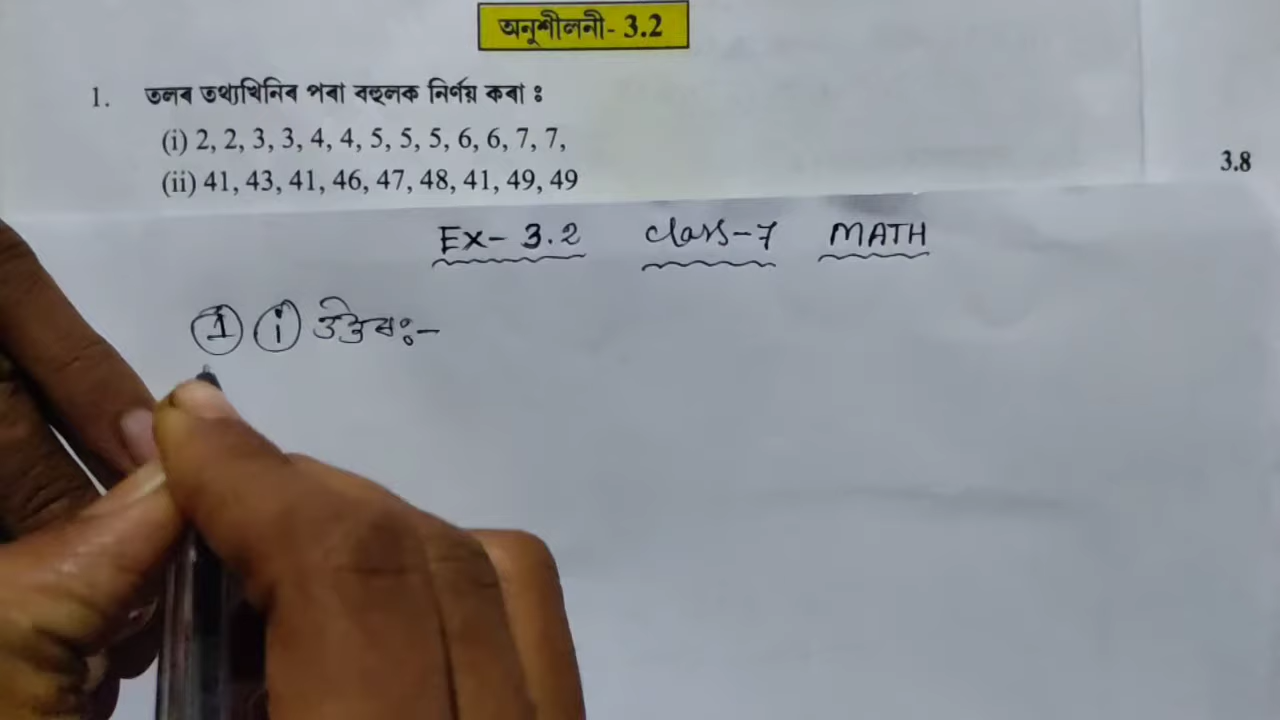 অনুশীলনী- 3.2
1. তলৰ তথ্যখিনিৰ পৰা বহুলক নিৰ্ণয় কৰা ঃ
(i) 2, 2, 3, 3, 4, 4, 5, 5, 5, 6, 6, 7, 7,
(ii) 41, 43, 41, 46, 47, 48, 41, 49, 49
3.8
Ex- 3.2 class-7 MATH
1 i উত্তৰঃ-